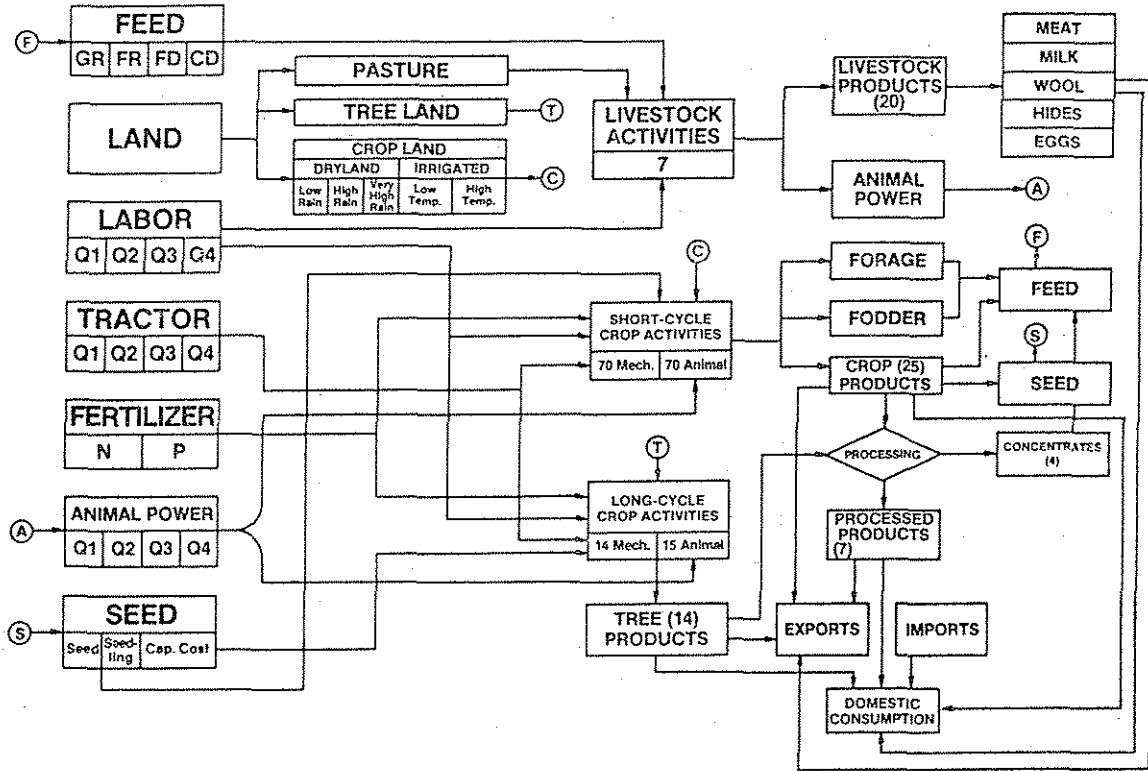 F
FEED
GR FR FD CD
LAND
PASTURE
TREE LAND
T
CROP LAND
DRYLAND IRRIGATED
Low Rain High Rain Very High Rain Low Temp. High Temp.
C
LIVESTOCK
ACTIVITIES
7
LIVESTOCK
PRODUCTS
(20)
MEAT
MILK
WOOL
HIDES
EGGS
ANIMAL
POWER
A
LABOR
Q1 Q2 Q3 Q4
TRACTOR
Q1 Q2 Q3 Q4
FERTILIZER
N P
A
ANIMAL POWER
Q1 Q2 Q3 Q4
S
SEED
Seed Seed-
ling Cap. Cost
C
SHORT-CYCLE
CROP ACTIVITIES
70 Mech. 70 Animal
T
LONG-CYCLE
CROP ACTIVITIES
14 Mech. 15 Animal
TREE (14)
PRODUCTS
FORAGE
FODDER
CROP (25)
PRODUCTS
F
FEED
S
SEED
PROCESSING
CONCENTRATES
(4)
PROCESSED
PRODUCTS
(7)
EXPORTS
IMPORTS
DOMESTIC
CONSUMPTION